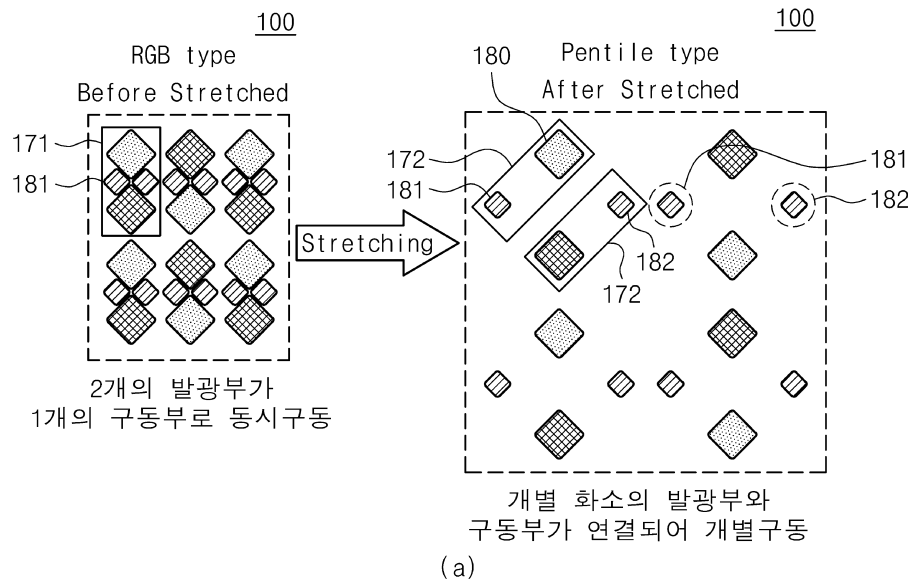 100
RGB type
Before Stretched
171
181
Stretching
2개의 발광부가
1개의 구동부로 동시구동
100
Pentile type
After Stretched
180
172
181
181
182
182
172
개별 화소의 발광부와
구동부가 연결되어 개별구동
(a)